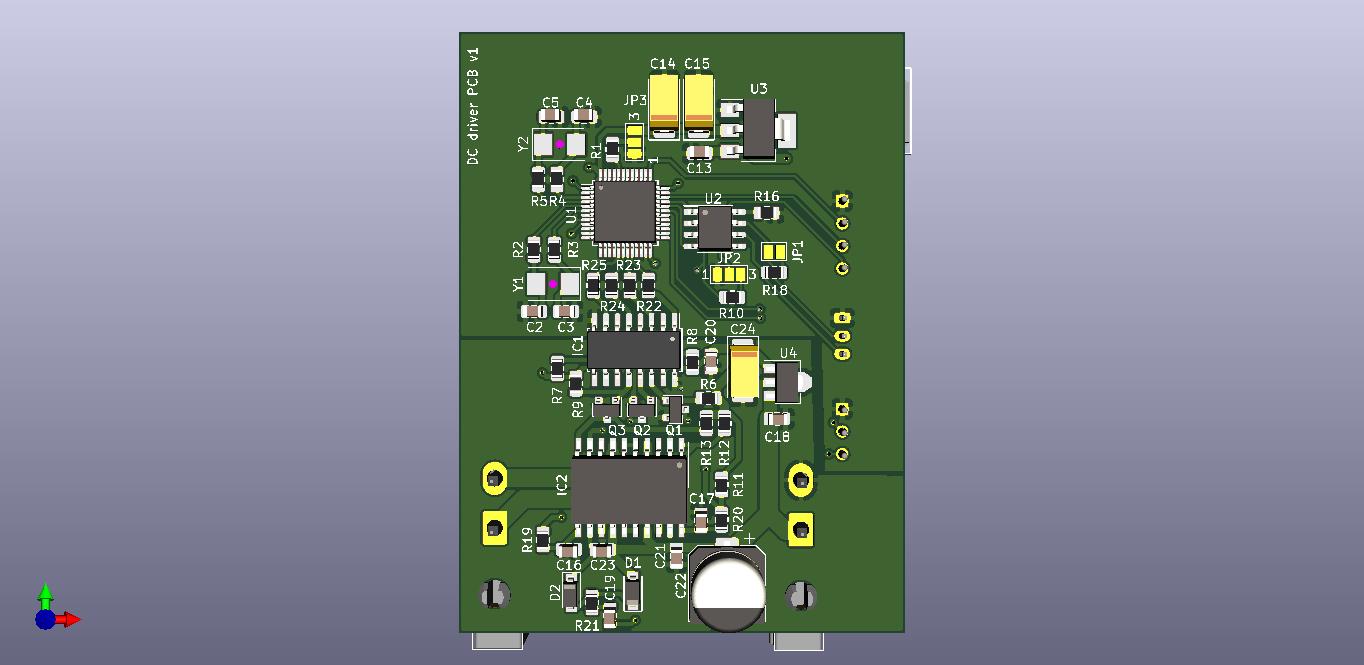 DC driver PCB v1
C14 C15
U3
C5 C4
JP3
3
Y2
R1
1
C13
R5 R4
U1
U2
R16
R2
R3
JP1
R25 R23
JP2
1
3
Y1
R18
R24 R22
R10
C2 C3
C20
C24
IC1
R8
U4
R7
R9
R6
Q3 Q2 Q1
C18
R13 R12
IC2
R11
C17
R20
R19
+
C16 C23
C21
D1
C22
D2
C19
R21